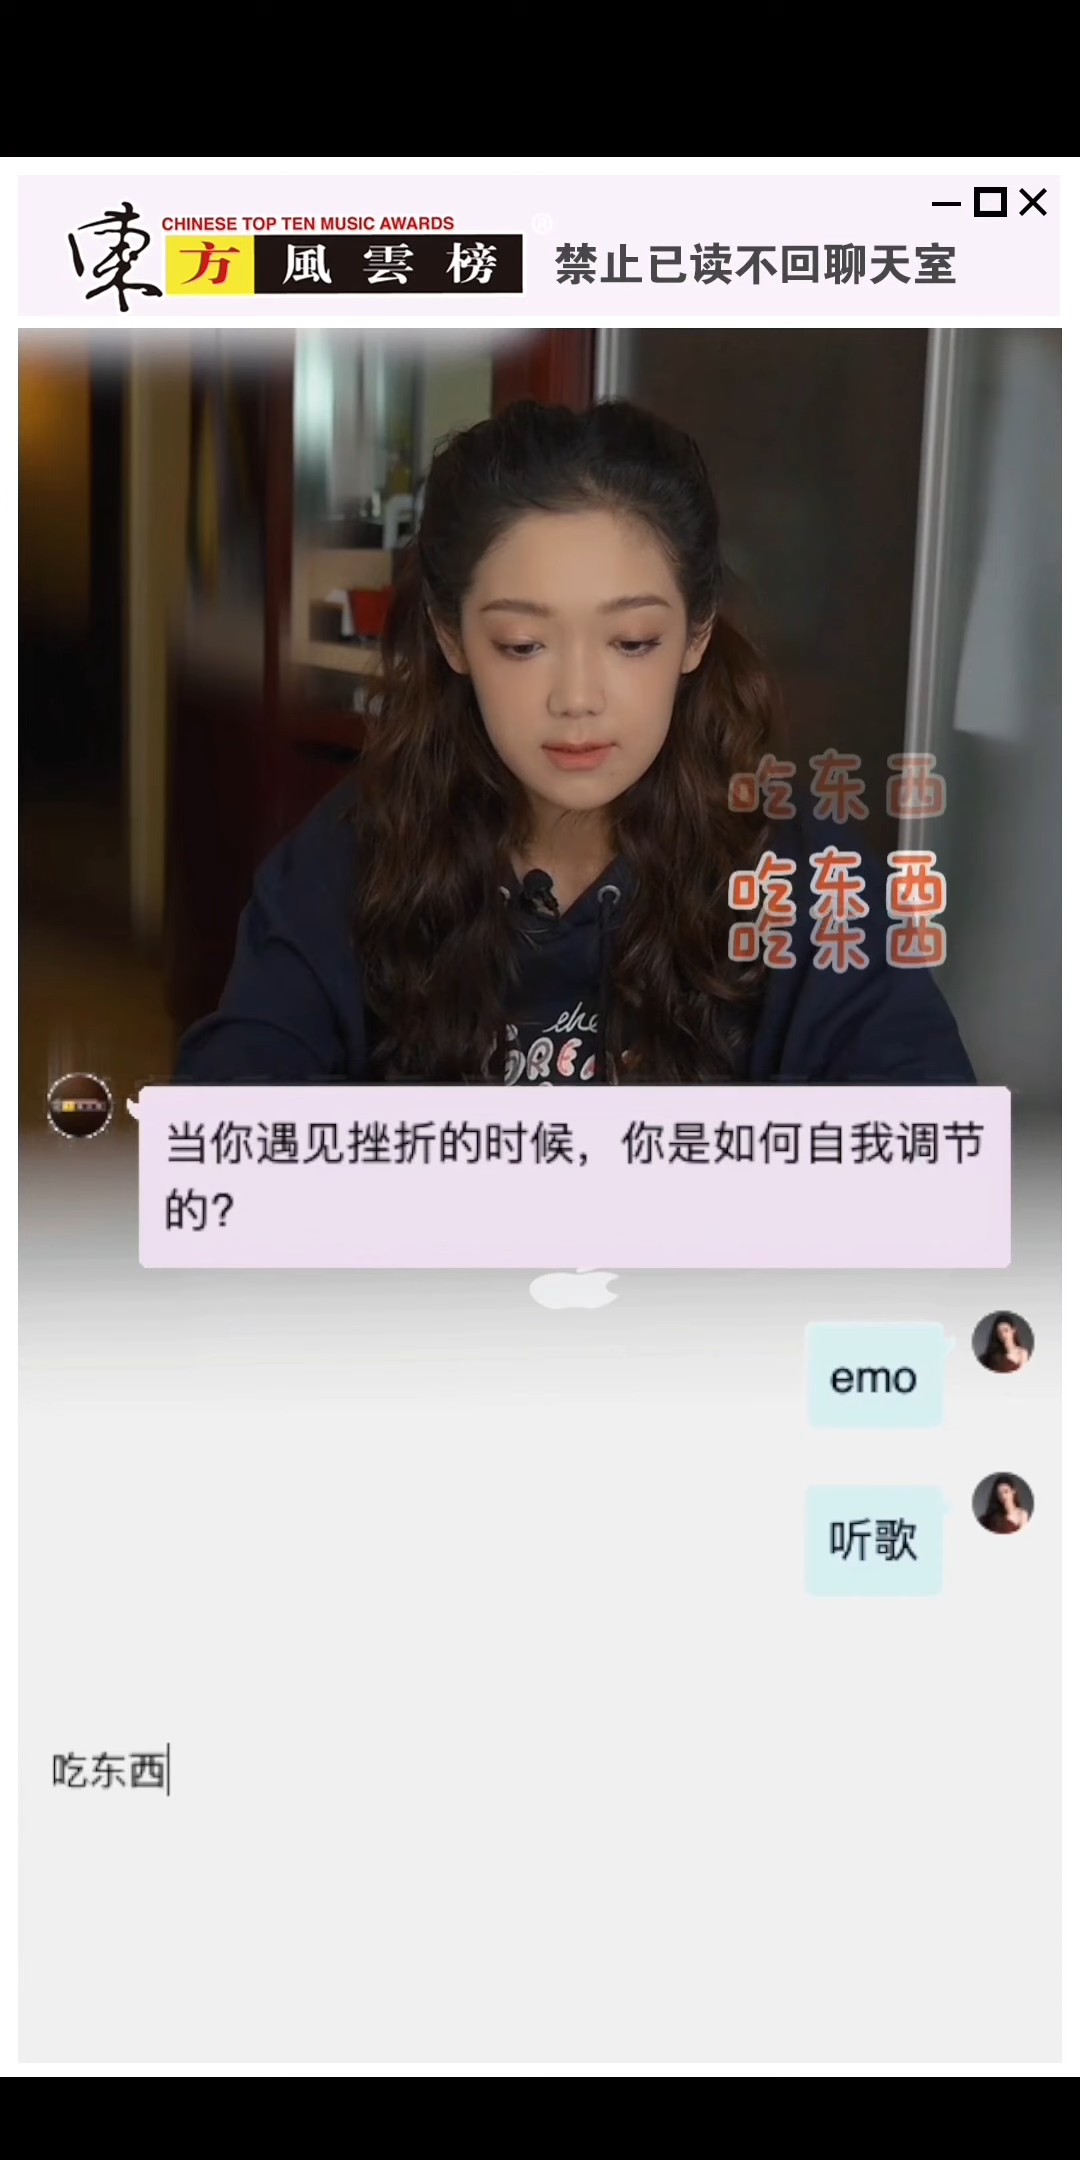 CHINESE TOP TEN MUSIC AWARDS
東方風雲榜®
禁止已读不回聊天室
吃东西
吃东西
吃东西
当你遇见挫折的时候，你是如何自我调节
的?
emo
听歌
吃东西